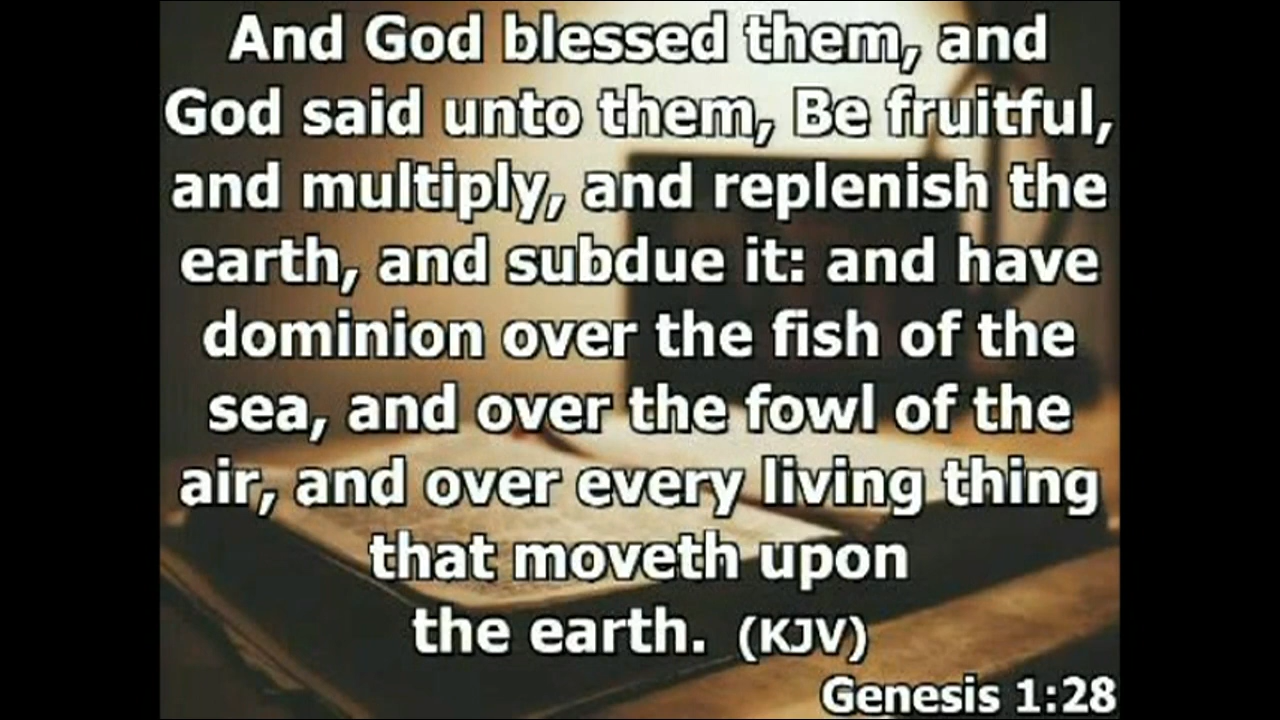 And God blessed them, and
God said unto them, Be fruitful,
and multiply, and replenish the
earth, and subdue it: and have
dominion over the fish of the
sea, and over the fowl of the
air, and over every living thing
that moveth upon
the earth. (KJV)
Genesis 1:28